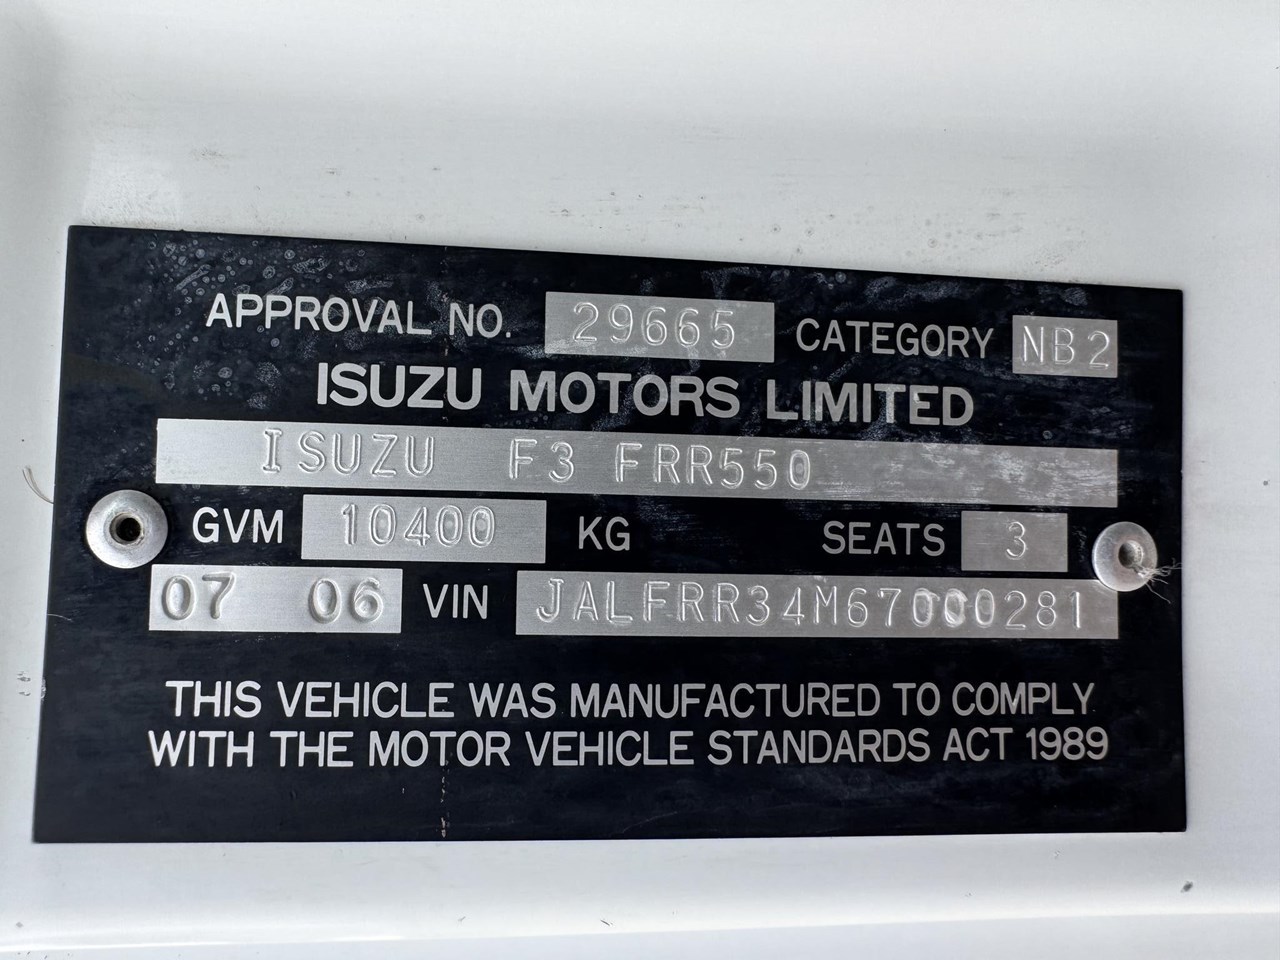 APPROVAL NO. 29665 CATEGORY NB2
ISUZU MOTORS LIMITED
ISUZU F3 FRR550
GVM 10400 KG SEATS 3
07 06 VIN JALFRR34M67000281
THIS VEHICLE WAS MANUFACTURED TO COMPLY
WITH THE MOTOR VEHICLE STANDARDS ACT 1989